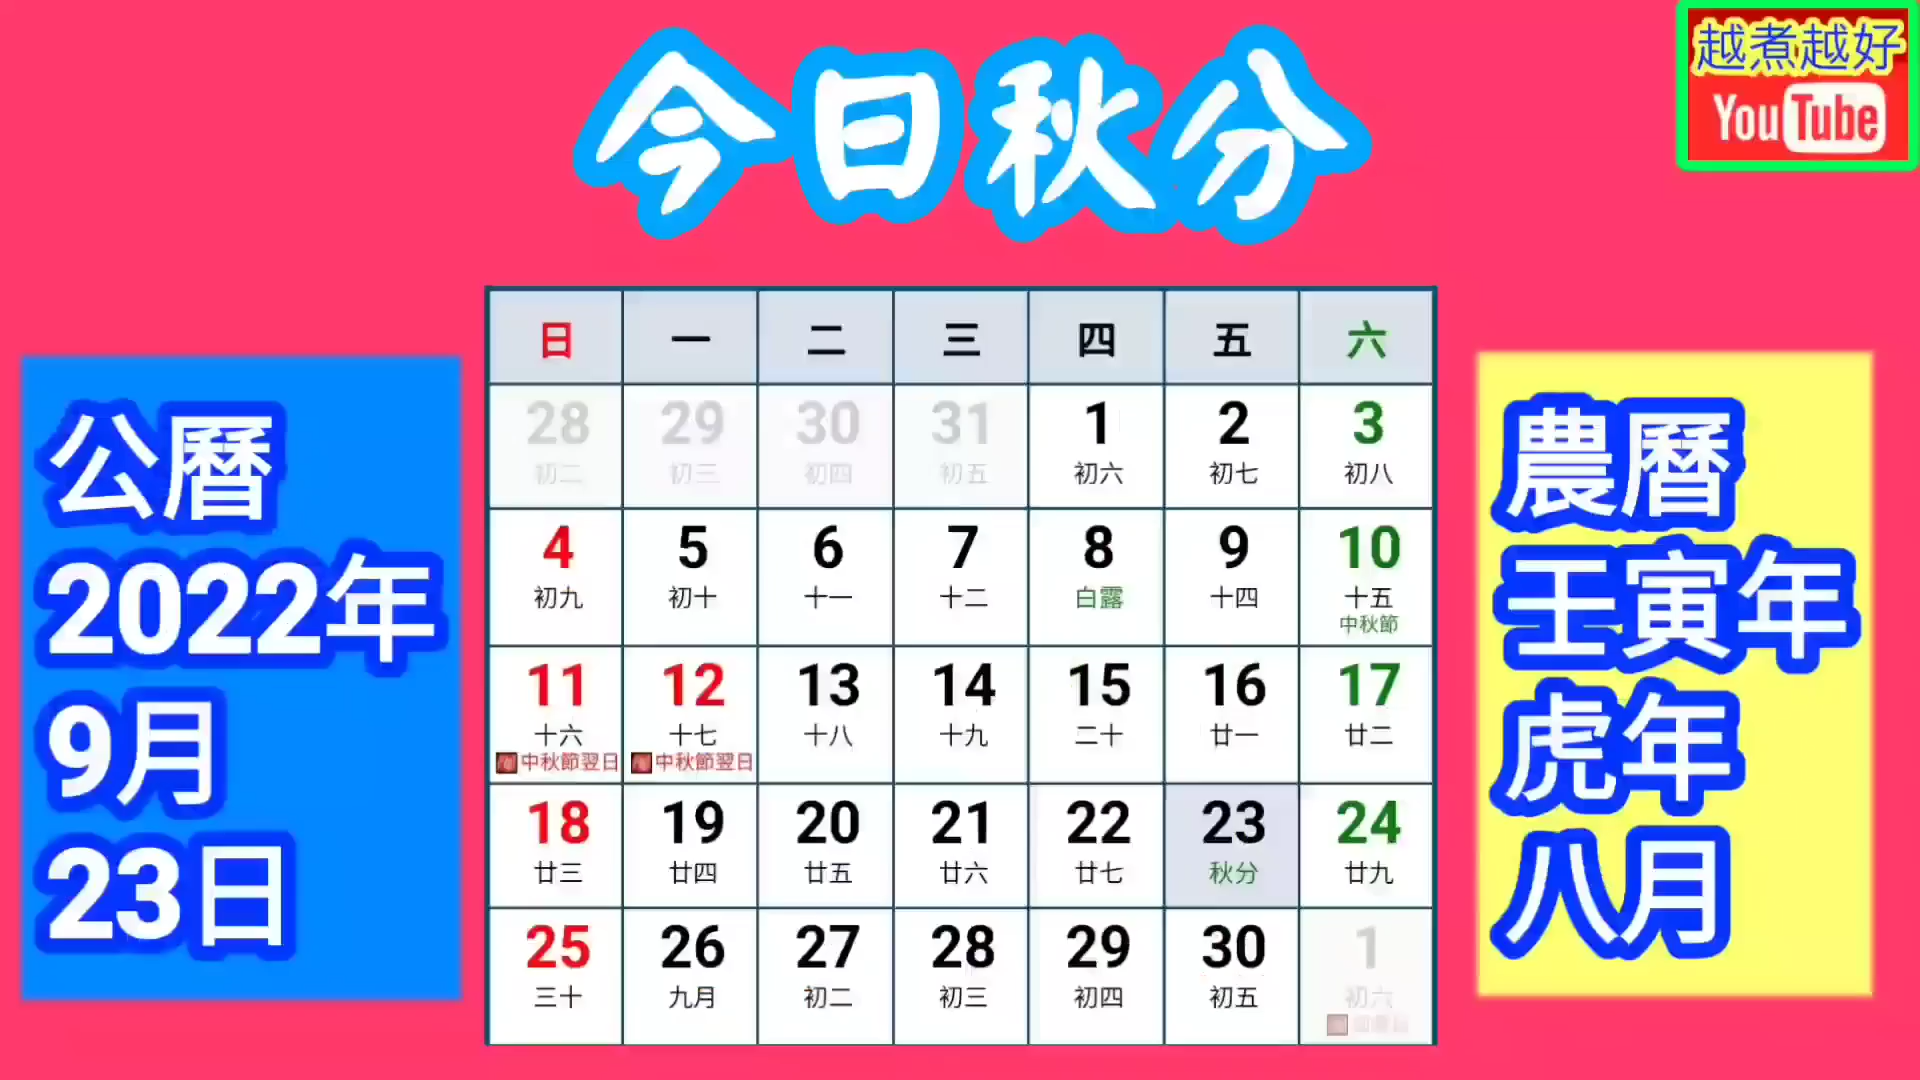 今日秋分
越煮越好
YouTube
公曆
2022年
9月
23日
日 一 二 三 四 五 六
28 29 30 31 1 2 3
初二 初三 初四 初五 初六 初七 初八
4 5 6 7 8 9 10
初九 初十 十一 十二 白露 十四 十五
中秋節
11 12 13 14 15 16 17
十六 十七 十八 十九 二十 廿一 廿二
中秋節翌日 中秋節翌日
18 19 20 21 22 23 24
廿三 廿四 廿五 廿六 廿七 秋分 廿九
25 26 27 28 29 30 1
三十 九月 初二 初三 初四 初五 初六
農曆
壬寅年
虎年
八月